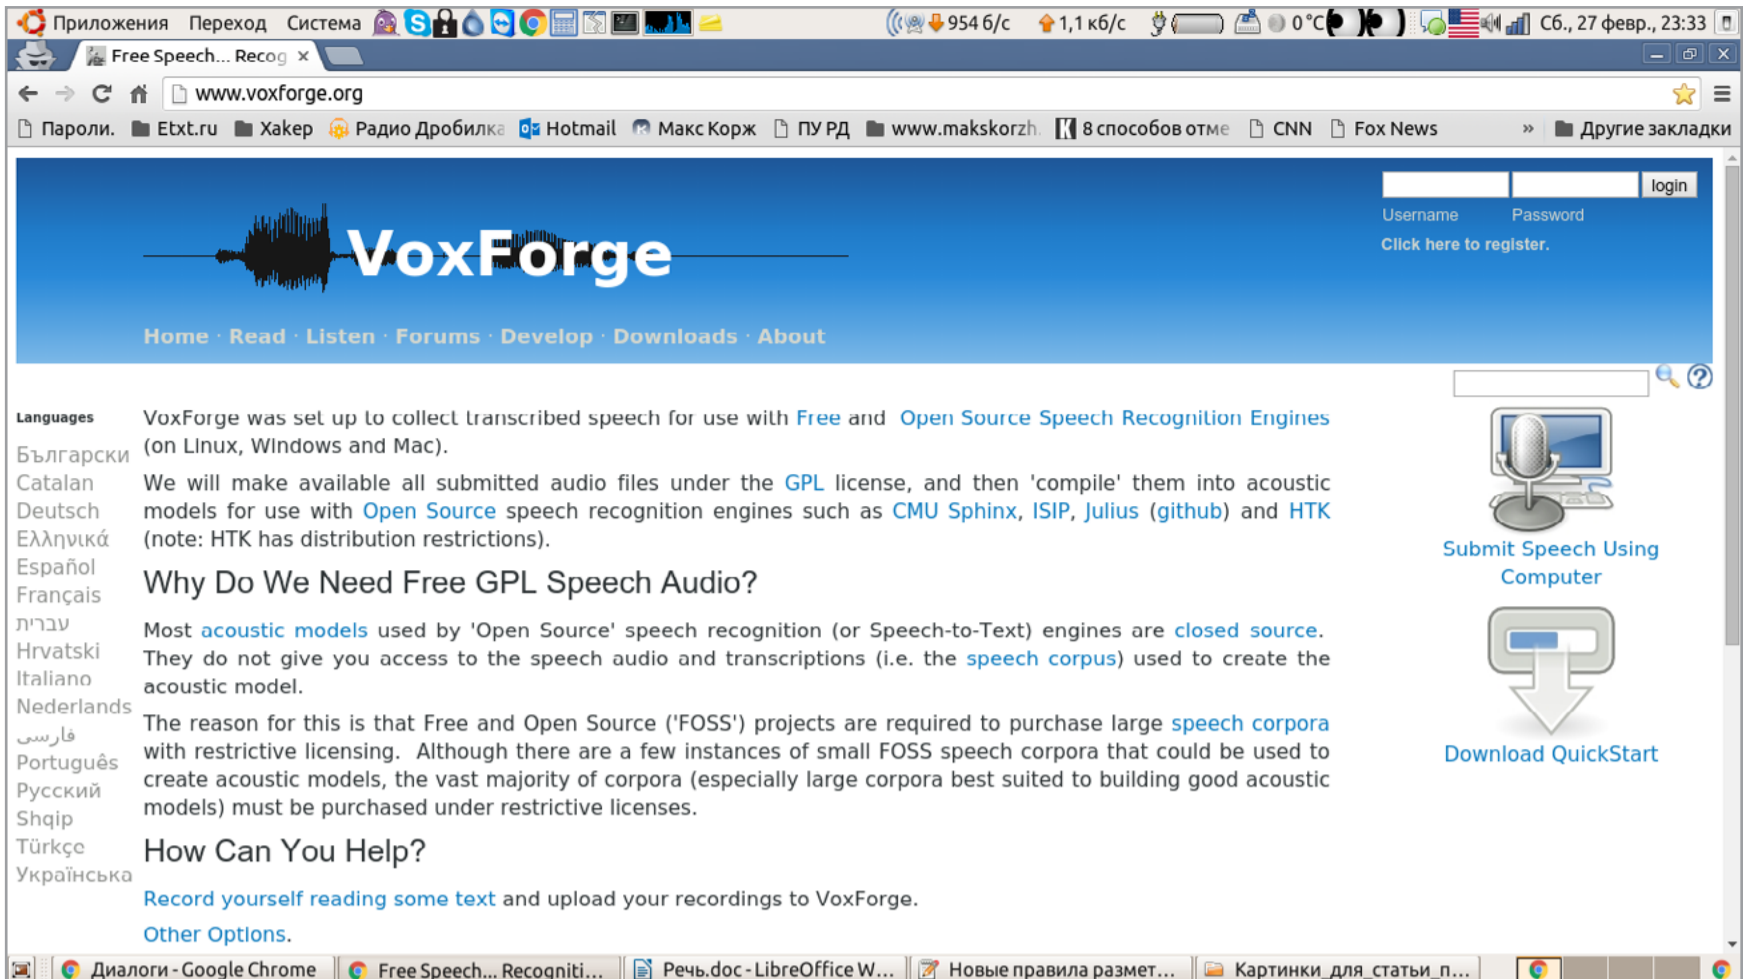 Приложения Переход Система 954 б/с 1,1 кб/с 0 °C Сб., 27 февр., 23:33
Free Speech... Recog
www.voxforge.org
Пароли. Etxt.ru Xakep Радио Дробилка Hotmail Макс Корж ПУ РД www.makskorzh. 8 способов отме CNN Fox News » Другие закладки
login
Username Password
Click here to register.
VoxForge
Home · Read · Listen · Forums · Develop · Downloads · About
Languages
Български
Catalan
Deutsch
Ελληνικά
Español
Français
עברית
Hrvatski
Italiano
Nederlands
فارسی
Português
Русский
Shqip
Türkçe
Українська
VoxForge was set up to collect transcribed speech for use with Free and Open Source Speech Recognition Engines
(on Linux, Windows and Mac).
We will make available all submitted audio files under the GPL license, and then 'compile' them into acoustic
models for use with Open Source speech recognition engines such as CMU Sphinx, ISIP, Julius (github) and HTK
(note: HTK has distribution restrictions).
Why Do We Need Free GPL Speech Audio?
Most acoustic models used by 'Open Source' speech recognition (or Speech-to-Text) engines are closed source.
They do not give you access to the speech audio and transcriptions (i.e. the speech corpus) used to create the
acoustic model.
The reason for this is that Free and Open Source ('FOSS') projects are required to purchase large speech corpora
with restrictive licensing. Although there are a few instances of small FOSS speech corpora that could be used to
create acoustic models, the vast majority of corpora (especially large corpora best suited to building good acoustic
models) must be purchased under restrictive licenses.
How Can You Help?
Record yourself reading some text and upload your recordings to VoxForge.
Other Options.
Submit Speech Using
Computer
Download QuickStart
Диалоги - Google Chrome Free Speech... Recogniti... Речь.doc - LibreOffice W... Новые правила размет... Картинки_для_статьи_п...